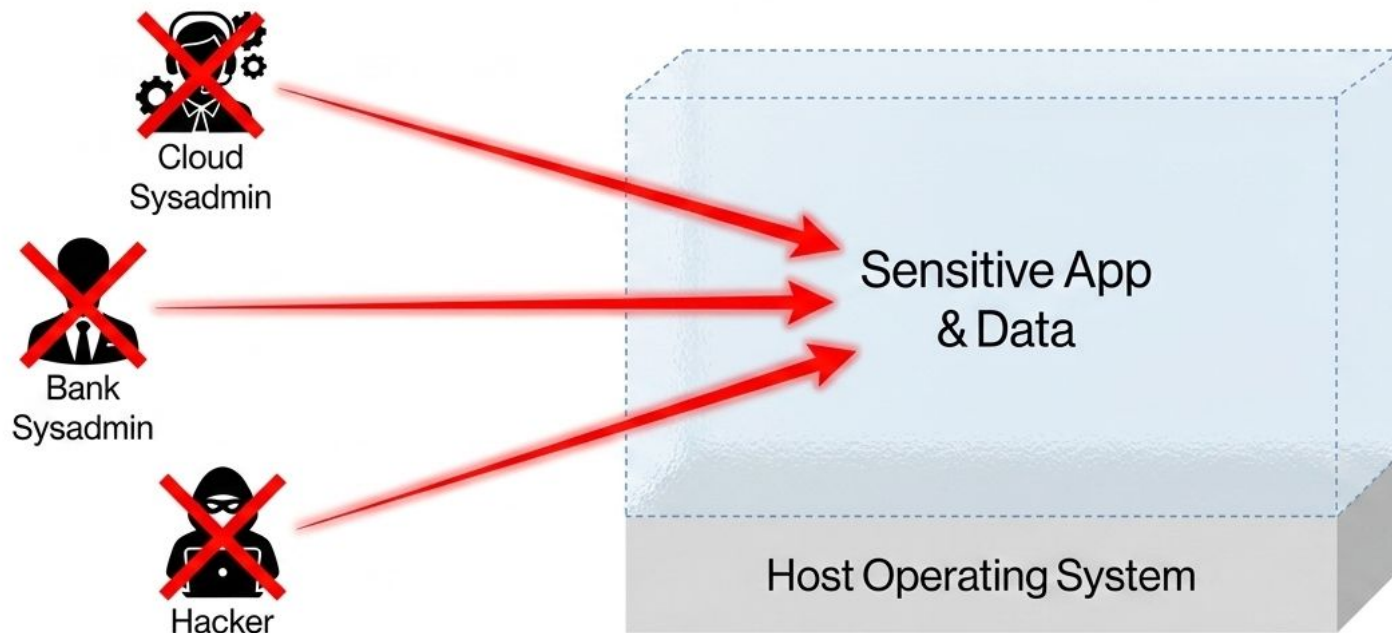 Cloud
Sysadmin
Bank
Sysadmin
Hacker
Sensitive App
& Data
Host Operating System